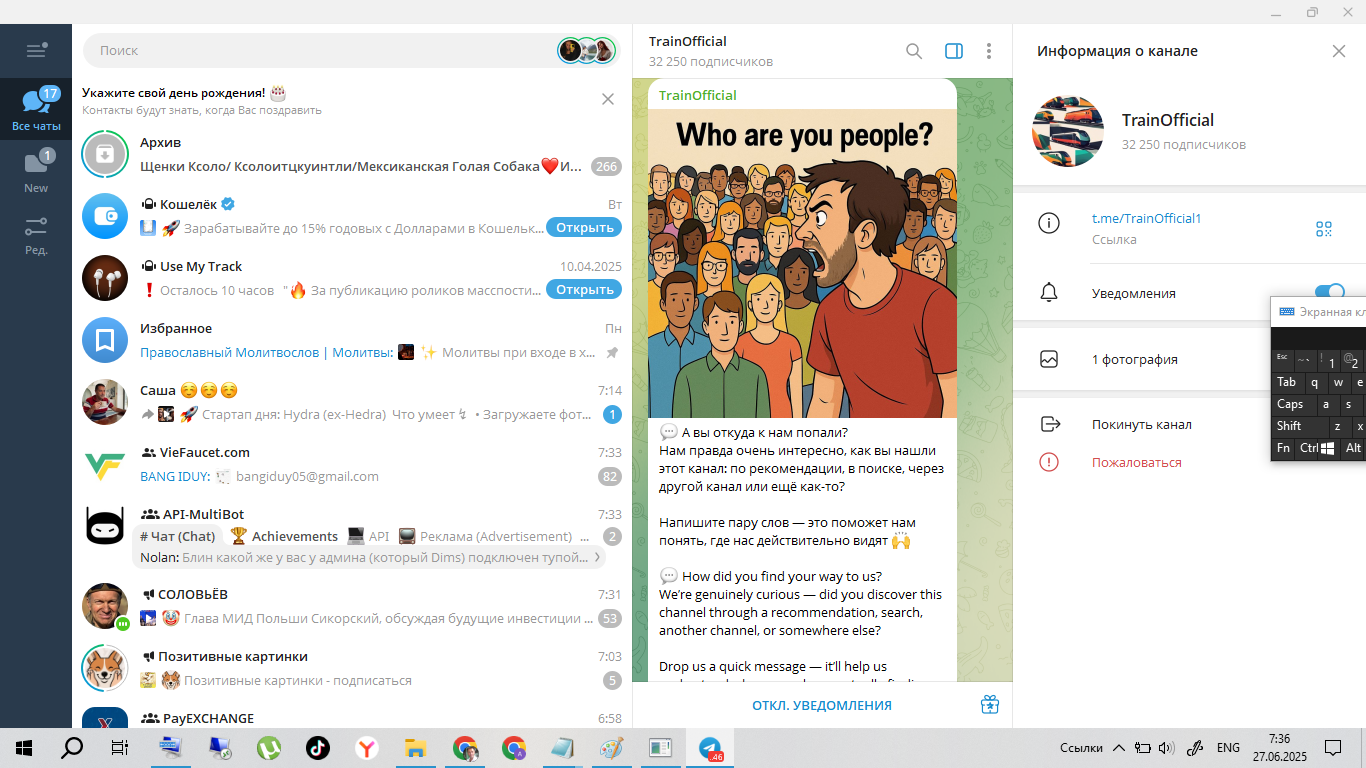 Поиск
Укажите свой день рождения! 🎂
Контакты будут знать, когда Вас поздравить
17
Все чаты
1
New
Ред.
Архив
Щенки Ксоло/ Ксолоитцкуинтли/Мексиканская Голая Собака❤️И...
266
Кошелёк
Вт
🚀 Зарабатывайте до 15% годовых с Долларами в Кошельк...
Открыть
Use My Track
10.04.2025
❗ Осталось 10 часов "🔥 За публикацию роликов масспости...
Открыть
Избранное
Пн
Православный Молитвослов | Молитвы: ✨ Молитвы при входе в х...
Саша ☺️☺️☺️
7:14
🚀 Стартап дня: Hydra (ex-Hedra) Что умеет ↯ • Загружаете фот...
1
VieFaucet.com
7:33
BANG IDUY: bangiduy05@gmail.com
82
API-MultiBot
7:33
# Чат (Chat) 🏆 Achievements 💻 API 📺 Реклама (Advertisement) ...
2
Nolan: Блин какой же у вас у админа (который Dims) подключен тупой...
СОЛОВЬЁВ
7:31
🤡 Глава МИД Польши Сикорский, обсуждая будущие инвестиции ...
53
Позитивные картинки
7:03
Позитивные картинки - подписаться
5
PayEXCHANGE
6:58
TrainOfficial
32 250 подписчиков
TrainOfficial
Who are you people?
💬 А вы откуда к нам попали?
Нам правда очень интересно, как вы нашли
этот канал: по рекомендации, в поиске, через
другой канал или ещё как-то?
Напишите пару слов — это поможет нам
понять, где нас действительно видят 🙌
💬 How did you find your way to us?
We're genuinely curious — did you discover this
channel through a recommendation, search,
another channel, or somewhere else?
Drop us a quick message — it'll help us
ОТКЛ. УВЕДОМЛЕНИЯ
Информация о канале
TrainOfficial
32 250 подписчиков
t.me/TrainOfficial1
Ссылка
Уведомления
1 фотография
Покинуть канал
Пожаловаться
Экранная кл
Esc ~ ` ! 1 @ 2
Tab q w e
Caps a s
Shift z x
Fn Ctrl Alt
.46
Ссылки
ENG
7:36
27.06.2025